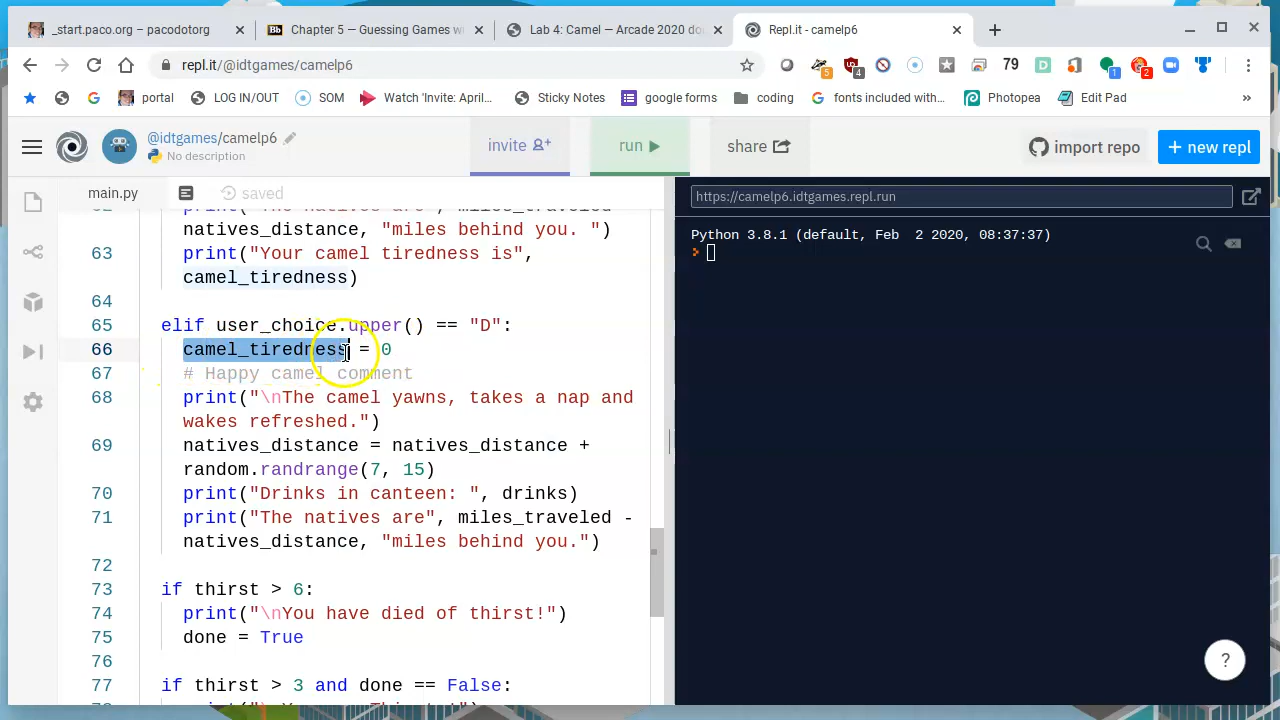 _start.paco.org – pacodotorg
Chapter 5 — Guessing Games w
Lab 4: Camel — Arcade 2020 do
Repl.it - camelp6
repl.it/@idtgames/camelp6
5
4
79
1
2
portal
LOG IN/OUT
SOM
Watch 'Invite: April...
Sticky Notes
google forms
coding
fonts included with...
Photopea
Edit Pad
»
@idtgames/camelp6
No description
invite
run
share
import repo
+ new repl
main.py
saved
https://camelp6.idtgames.repl.run
natives_distance, "miles behind you. ")
63 print("Your camel tiredness is",
camel_tiredness)
64
65 elif user_choice.upper() == "D":
66 camel_tiredness = 0
67 # Happy camel comment
68 print("\nThe camel yawns, takes a nap and
wakes refreshed.")
69 natives_distance = natives_distance +
random.randrange(7, 15)
70 print("Drinks in canteen: ", drinks)
71 print("The natives are", miles_traveled -
natives_distance, "miles behind you.")
72
73 if thirst > 6:
74 print("\nYou have died of thirst!")
75 done = True
76
77 if thirst > 3 and done == False:
Python 3.8.1 (default, Feb  2 2020, 08:37:37)
?